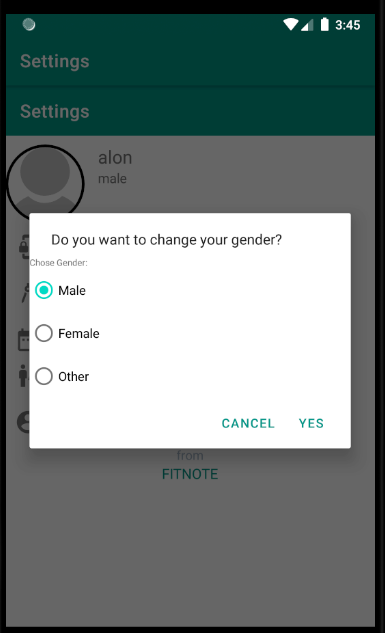 3:45
Settings
Settings
alon
male
Do you want to change your gender?
Chose Gender:
Male
Female
Other
CANCEL YES
from
FITNOTE